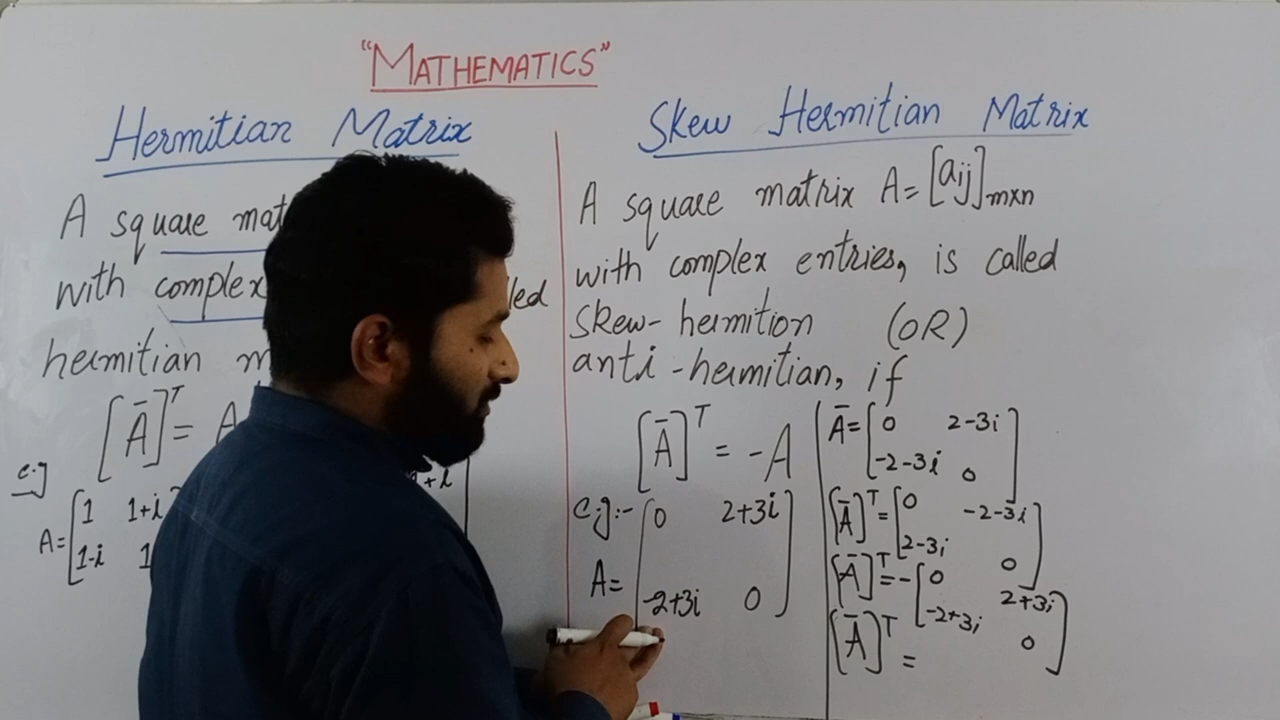 "MATHEMATICS"
Hermitian Matrix
A square mat
with complex led
hermitian m
[Ā]ᵀ = A
e.g
A= [1 1+i
1-i 1
+i
Skew Hermitian Matrix
A square matrix A= [aij]mxn
with complex entries, is called
Skew-hermition (OR)
anti-hermitian, if
[Ā]ᵀ = -A
e.g:-
A= [0 2+3i
-2+3i 0]
Ā= [0 2-3i
-2-3i 0]
[Ā]ᵀ= [0 -2-3i
2-3i 0]
[Ā]ᵀ= -[0 2+3i
-2+3i 0]
[Ā]ᵀ =